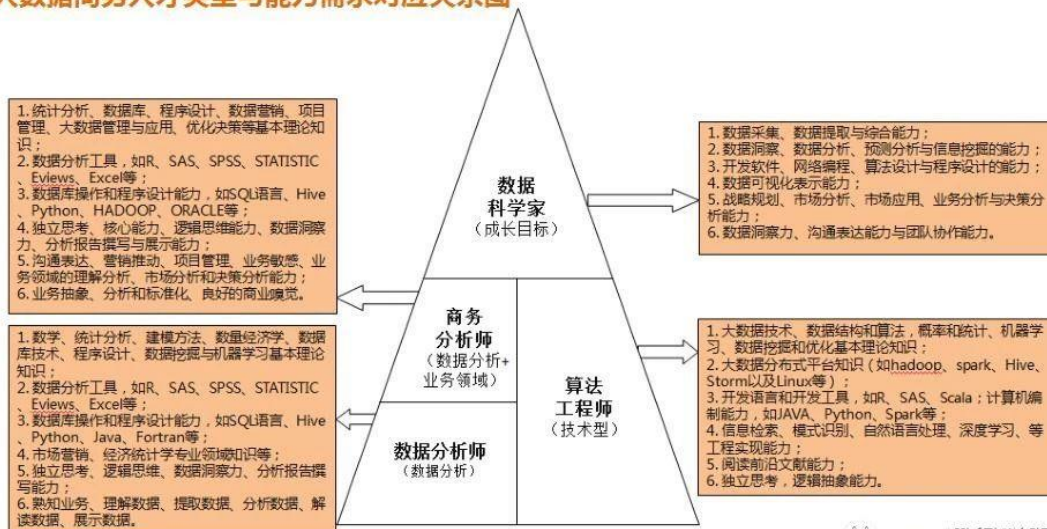 大数据商务人才类型与能力需求对应关系图
1.统计分析、数据库、程序设计、数据营销、项目
管理、大数据管理与应用、优化决策等基本理论知
识；
2.数据分析工具，如R、SAS、SPSS、STATISTIC
、Eviews、Excel等；
3.数据库操作和程序设计能力，如SQL语言、Hive
、Python、HADOOP、ORACLE等；
4.独立思考、核心能力、逻辑思维能力、数据洞察
力、分析报告撰写与展示能力；
5.沟通表达、营销推动、项目管理、业务敏感、业
务领域的理解分析、市场分析和决策分析能力；
6.业务抽象、分析和标准化、良好的商业嗅觉。
1.数学、统计分析、建模方法、数量经济学、数据
库技术、程序设计、数据挖掘与机器学习基本理论
知识；
2.数据分析工具，如R、SAS、SPSS、STATISTIC
、Eviews、Excel等；
3.数据库操作和程序设计能力，如SQL语言、Hive
、Python、Java、Fortran等；
4.市场营销、经济统计学专业领域知识等；
5.独立思考、逻辑思维、数据洞察力、分析报告撰
写能力；
6.熟知业务、理解数据、提取数据、分析数据、解
读数据、展示数据。
数据
科学家
（成长目标）
商务
分析师
（数据分析+
业务领域）
算法
工程师
（技术型）
数据分析师
（数据分析）
1.数据采集、数据提取与综合能力；
2.数据洞察、数据分析、预测分析与信息挖掘的能力；
3.开发软件、网络编程、算法设计与程序设计的能力；
4.数据可视化表示能力；
5.战略规划、市场分析、市场应用、业务分析与决策分
析能力；
6.数据洞察力、沟通表达能力与团队协作能力。
1.大数据技术、数据结构和算法，概率和统计、机器学
习、数据挖掘和优化基本理论知识；
2.大数据分布式平台知识（如hadoop、spark、Hive、
Storm以及Linux等）；
3.开发语言和开发工具，如R、SAS、Scala；计算机编
制能力，如JAVA、Python、Spark等；
4.信息检索、模式识别、自然语言处理、深度学习、等
工程实现能力；
5.阅读前沿文献能力；
6.独立思考，逻辑抽象能力。